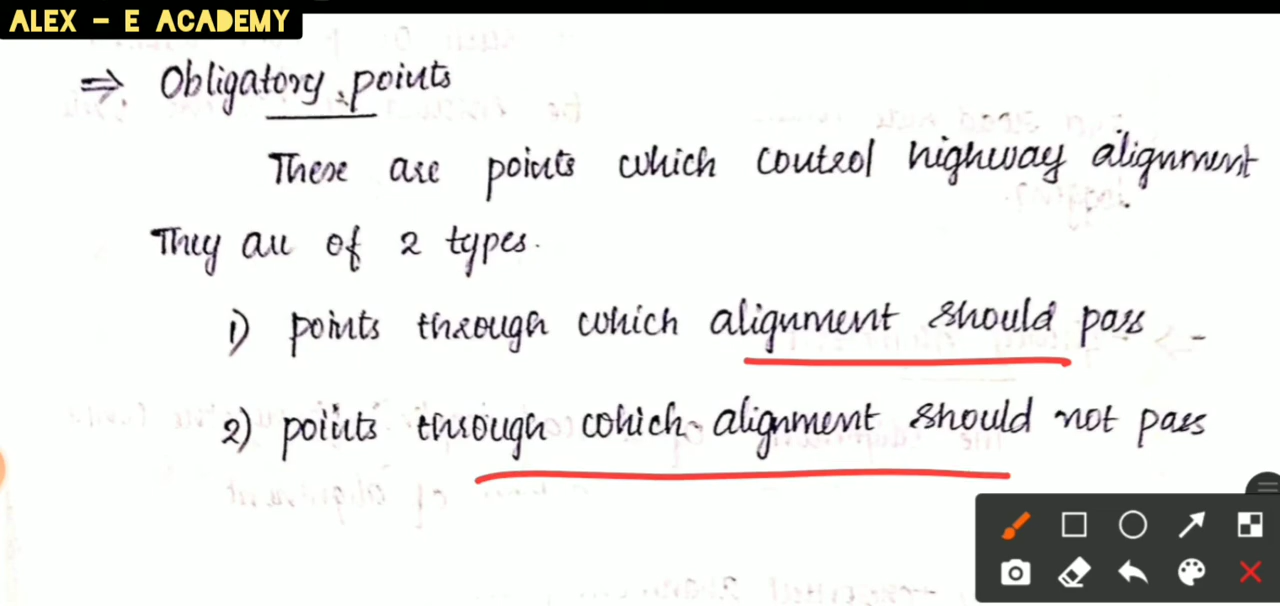 ALEX - E ACADEMY
⇒ Obligatory points
These are points which control highway alignment
They are of 2 types.
1) points through which alignment should pass -
2) points through which alignment should not pass